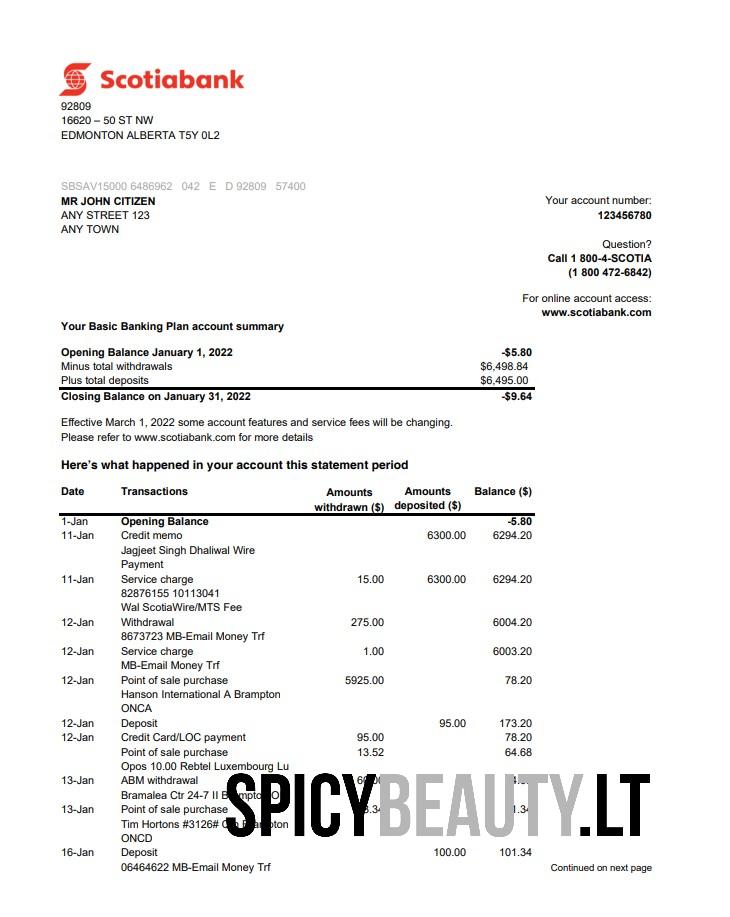 Scotiabank
92809
16620 – 50 ST NW
EDMONTON ALBERTA T5Y 0L2
SBSAV15000 6486962 042 E D 92809 57400
MR JOHN CITIZEN
ANY STREET 123
ANY TOWN
Your account number:
123456780
Question?
Call 1 800-4-SCOTIA
(1 800 472-6842)
For online account access:
www.scotiabank.com
Your Basic Banking Plan account summary
Opening Balance January 1, 2022 -$5.80
Minus total withdrawals $6,498.84
Plus total deposits $6,495.00
Closing Balance on January 31, 2022 -$9.64
Effective March 1, 2022 some account features and service fees will be changing.
Please refer to www.scotiabank.com for more details
Here's what happened in your account this statement period
Date Transactions Amounts withdrawn ($) Amounts deposited ($) Balance ($)
1-Jan Opening Balance -5.80
11-Jan Credit memo 6300.00 6294.20
Jagjeet Singh Dhaliwal Wire
Payment
11-Jan Service charge 15.00 6300.00 6294.20
82876155 10113041
Wal ScotiaWire/MTS Fee
12-Jan Withdrawal 275.00 6004.20
8673723 MB-Email Money Trf
12-Jan Service charge 1.00 6003.20
MB-Email Money Trf
12-Jan Point of sale purchase 5925.00 78.20
Hanson International A Brampton
ONCA
12-Jan Deposit 95.00 173.20
12-Jan Credit Card/LOC payment 95.00 78.20
Point of sale purchase 13.52 64.68
Opos 10.00 Rebtel Luxembourg Lu
13-Jan ABM withdrawal
Bramalea Ctr 24-7 II
13-Jan Point of sale purchase
Tim Hortons #3126#
ONCD
16-Jan Deposit 100.00 101.34
06464622 MB-Email Money Trf
Continued on next page
SPICYBEAUTY.LT